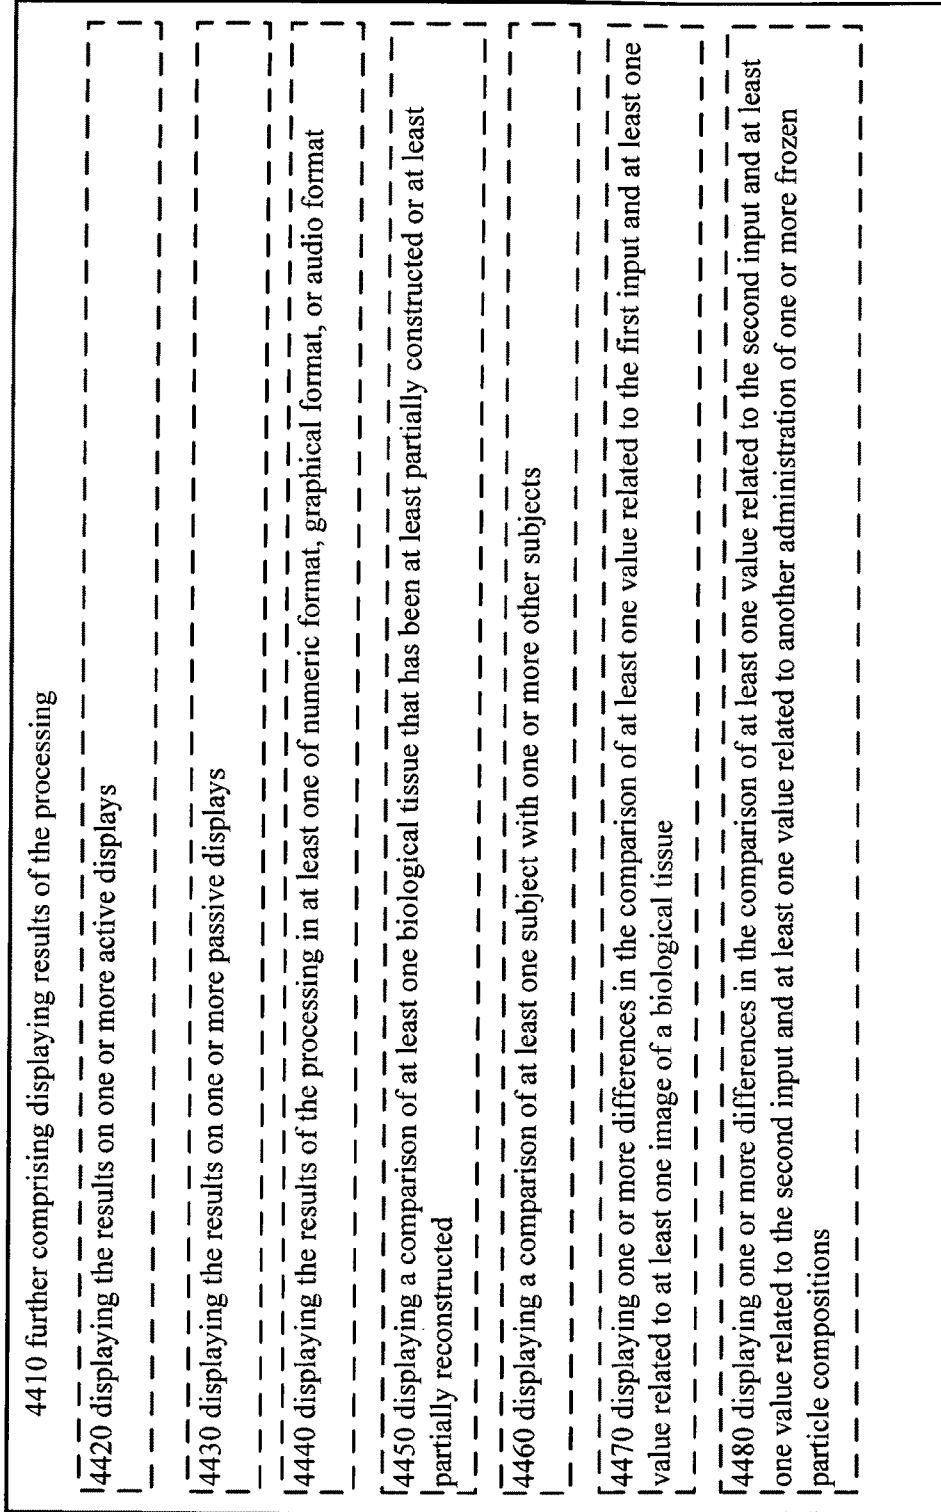 4410 further comprising displaying results of the processing
4420 displaying the results on one or more active displays
4430 displaying the results on one or more passive displays
4440 displaying the results of the processing in at least one of numeric format, graphical format, or audio format
4450 displaying a comparison of at least one biological tissue that has been at least partially constructed or at least
partially reconstructed
4460 displaying a comparison of at least one subject with one or more other subjects
4470 displaying one or more differences in the comparison of at least one value related to the first input and at least one
value related to at least one image of a biological tissue
4480 displaying one or more differences in the comparison of at least one value related to the second input and at least
one value related to the second input and at least one value related to another administration of one or more frozen
particle compositions